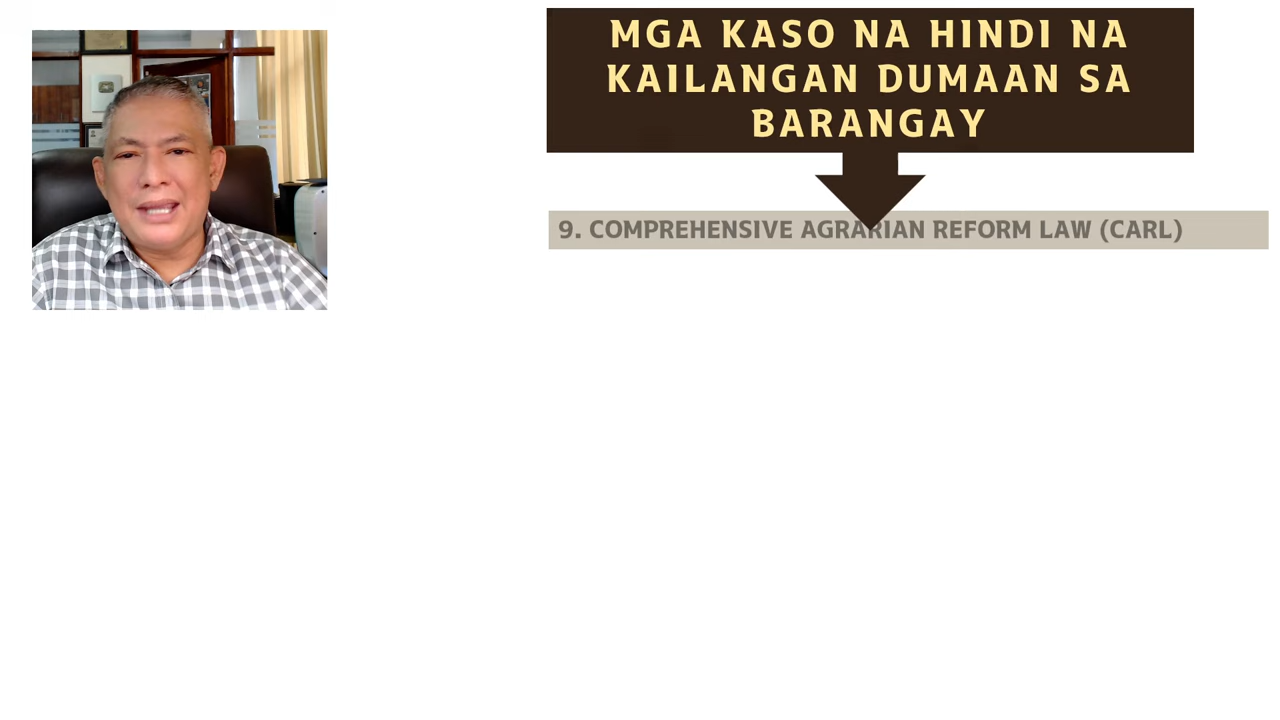 MGA KASO NA HINDI NA
KAILANGAN DUMAAN SA
BARANGAY
9. COMPREHENSIVE AGRARIAN REFORM LAW (CARL)